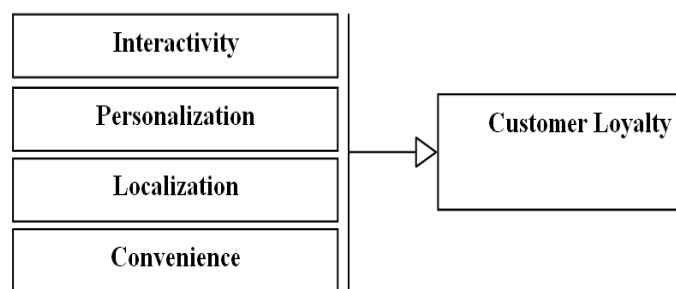 Interactivity
Personalization
Localization
Convenience
Customer Loyalty